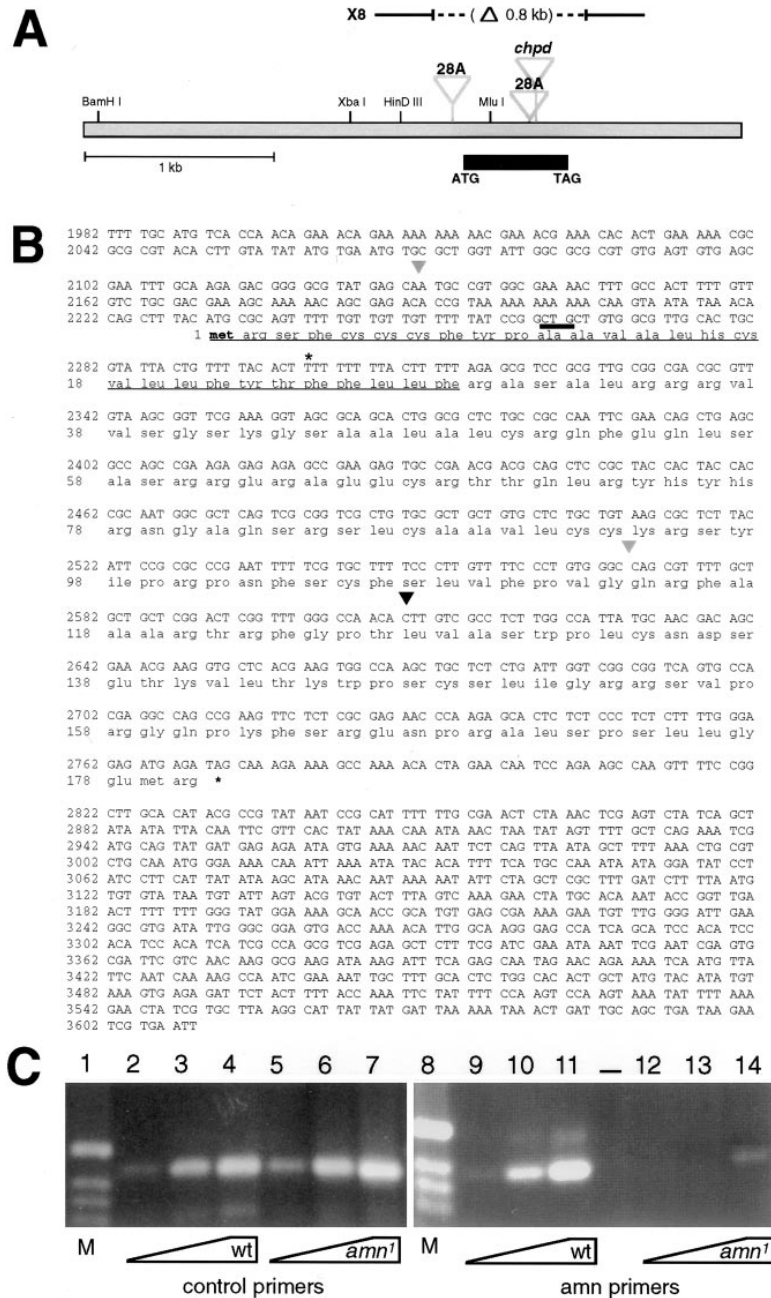 A
X8
( Δ 0.8 kb)
chpd
28A
28A
BamH I
Xba I
HinD III
Mlu I
1 kb
ATG
TAG
B
1982 TTT TGC ATG TCA CCA ACA GAA ACA GAA AAA AAA AAA AAC GAA ACG AAA CAC ACT GAA AAA CGC
2042 GCG CGT ACA CTT GTA TAT ATG TGA ATG TGC GCT GGT ATT GGC GCG CGT GTG AGT GTG AGC
2102 GAA TTT GCA AGA GAC GGG GCG TAT GAG CAA TGC CGT GGC GAA AAC TTT GCC ACT TTT GTT
2162 GTC TGC GAC GAA AGC AAA AAC AGC GAG ACA CCG TAA AAA AAA AAA CAA GTA ATA TAA ACA
2222 CAG CTT TAC ATG CGC AGT TTT TGT TGT TGT TTT TAT CCG GCT GCT GTG GCG TTG CAC TGC
1 met arg ser phe cys cys cys phe tyr pro ala ala val ala leu his cys
*
2282 GTA TTA CTG TTT TAC ACT TTT TTT TTA CTT TTT AGA GCG TCC GCG TTG CGG CGA CGC GTT
18 val leu leu phe tyr thr phe phe leu leu phe arg ala ser ala leu arg arg arg val
2342 GTA AGC GGT TCG AAA GGT AGC GCA GCA CTG GCG CTC TGC CGC CAA TTC GAA CAG CTG AGC
38 val ser gly ser lys gly ser ala ala leu ala leu cys arg gln phe glu gln leu ser
2402 GCC AGC CGA AGA GAG AGA GCC GAA GAG TGC CGA ACG ACG CAG CTC CGC TAC CAC TAC CAC
58 ala ser arg arg glu arg ala glu glu cys arg thr thr gln leu arg tyr his tyr his
2462 CGC AAT GGC GCT CAG TCG CGG TCG CTG TGC GCT GCT GTG CTC TGC TGT AAG CGC TCT TAC
78 arg asn gly ala gln ser arg ser leu cys ala ala val leu cys cys lys arg ser tyr
2522 ATT CCG CGC CCG AAT TTT TCG TGC TTT TCC CTT GTT TTC CCT GTG GGC CAG CGT TTT GCT
98 ile pro arg pro asn phe ser cys phe ser leu val phe pro val gly gln arg phe ala
2582 GCT GCT CGG ACT CGG TTT GGG CCA ACA CTT GTC GCC TCT TGG CCA TTA TGC AAC GAC AGC
118 ala ala arg thr arg phe gly pro thr leu val ala ser trp pro leu cys asn asp ser
2642 GAA ACG AAG GTG CTC ACG AAG TGG CCA AGC TGC TCT CTG ATT GGT CGG CGG TCA GTG CCA
138 glu thr lys val leu thr lys trp pro ser cys ser leu ile gly arg arg ser val pro
2702 CGA GGC CAG CCG AAG TTC TCT CGC GAG AAC CCA AGA GCA CTC TCT CCC TCT CTT TTG GGA
158 arg gly gln pro lys phe ser arg glu asn pro arg ala leu ser pro ser leu leu gly
2762 GAG ATG AGA TAG CAA AGA AAA GCC AAA ACA CTA GAA CAA TCC AGA AGC CAA GTT TTC CGG
178 glu met arg *
2822 CTT GCA CAT ACG CCG TAT AAT CCG CAT TTT TTG CGA ACT CTA AAC TCG AGT CTA TCA GCT
2882 ATA ATA TTA CAA TTC GTT CAC TAT AAA CAA ATA AAC TAA TAT AGT TTT GCT CAG AAA TCG
2942 ATG CAG TAT GAT GAG AAT ATG TGA AAA CAA TTC TCA GTT AAT AGC TTT TAA ACT GCG CGT
3002 CTG CAA ATG GGA AAA CAA TTA AAA TAT ACA CAT TTT CAT GCC AAA TAT AGG ATA TCC T
3062 ATC CTT CAT TAT ATA AGC ATA AAC AAT AAA AAT ATT CTA GCT CGC TTT GAT CTT TTA ATG
3122 TGT GTA TAA TGT ATT AGT ACG TGT ACT TTA GTC AAA GAA CTA TGC ACA AAT ACC GGT TGA
3182 ACT TTT TTT GGG TAT GGA AAA GCA ACC GCA TGT GAG CGA AAA GAA TGT TGG GGA TTG AA
3242 GGC GTG ATA TTG GGC GGA GTG ACC AAA ACA TTG GCA AGG GAG CCA TCA GCA TCC ACA TCC
3302 ACA TCC ACA TCA TCG CCA GCG TCG AGA GCT CTT TCG ATC GAA ATA AAT TCG AAT CGA GTG
3362 CGA TTC GTC AAC AAG GCG AAG ATA AAG ATT TCA GAG CAA TAG AAC AGA AAA TCA ATG TTA
3422 TTC AAT CAA AAG CCA ATC GAA AAT TGC TTT GCA CTC TGG CAC ACT GCT ATG TAC ATA TGT
3482 AAA GTG AGA GAT TCT ACT TTT ACC AAA TTC TAT TTT CCA AGT CCA AGT AAA TAT TTT AAA
3542 GAA CTA TCG TGC TTA AGG CAT TAT TAT GAT TAA AAA ATA AAC TGA TTG CAG CTG ATA AGA A
3602 TCG TGA ATT
C
1 2 3 4 5 6 7 8 9 10 11 — 12 13 14
M wt amn¹ M wt amn¹
control primers amn primers